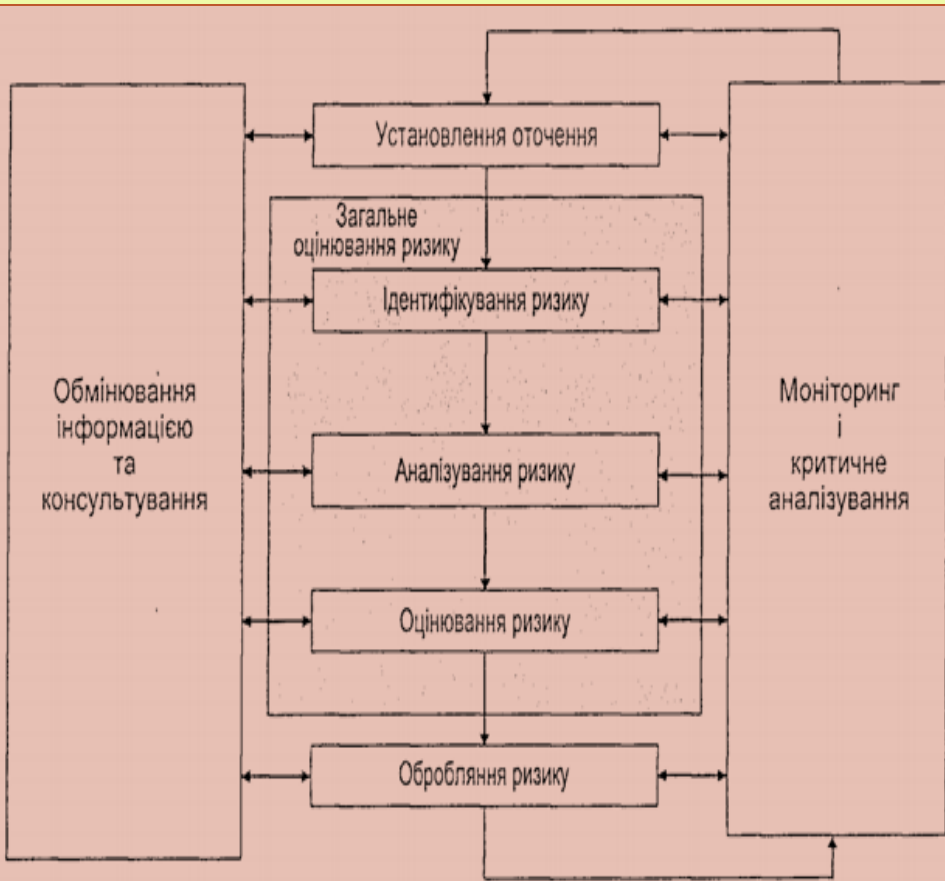 Установлення оточення
Загальне
оцінювання ризику
Ідентифікування ризику
Обмінювання
інформацією
та
консультування
Моніторинг
і
критичне
аналізування
Аналізування ризику
Оцінювання ризику
Обробляння ризику